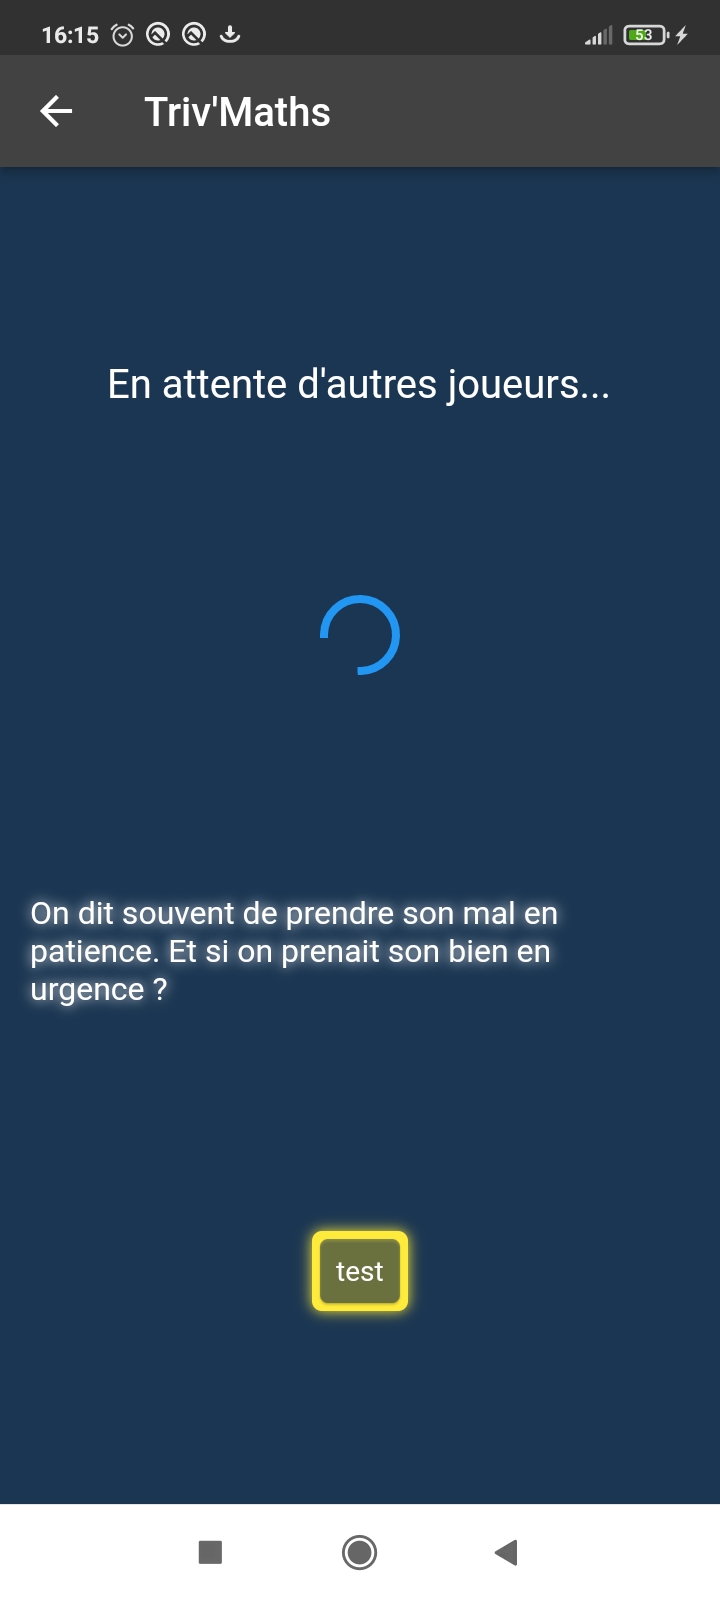 16:15
53
Triv'Maths
En attente d'autres joueurs...
On dit souvent de prendre son mal en
patience. Et si on prenait son bien en
urgence ?
test